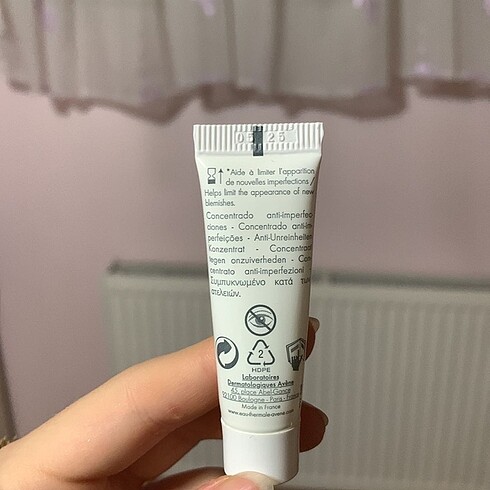 05 25
*Aide à limiter l'apparition
de nouvelles imperfections /
Helps limit the appearance of new
blemishes.
Concentrado anti-imperfec
ciones - Concentrado anti-im
perfeições - Anti-Unreinheiten
Konzentrat - Concentraat
tegen onzuiverheden - Con
centrato anti-imperfezioni
Συμπυκνωμένο κατά των
ατελειών.
2
HDPE
Laboratoires
Dermatologiques Avène
45, place Abel-Gance
92100 Boulogne - Paris - France
Made in France
www.eau-thermale-avene.com